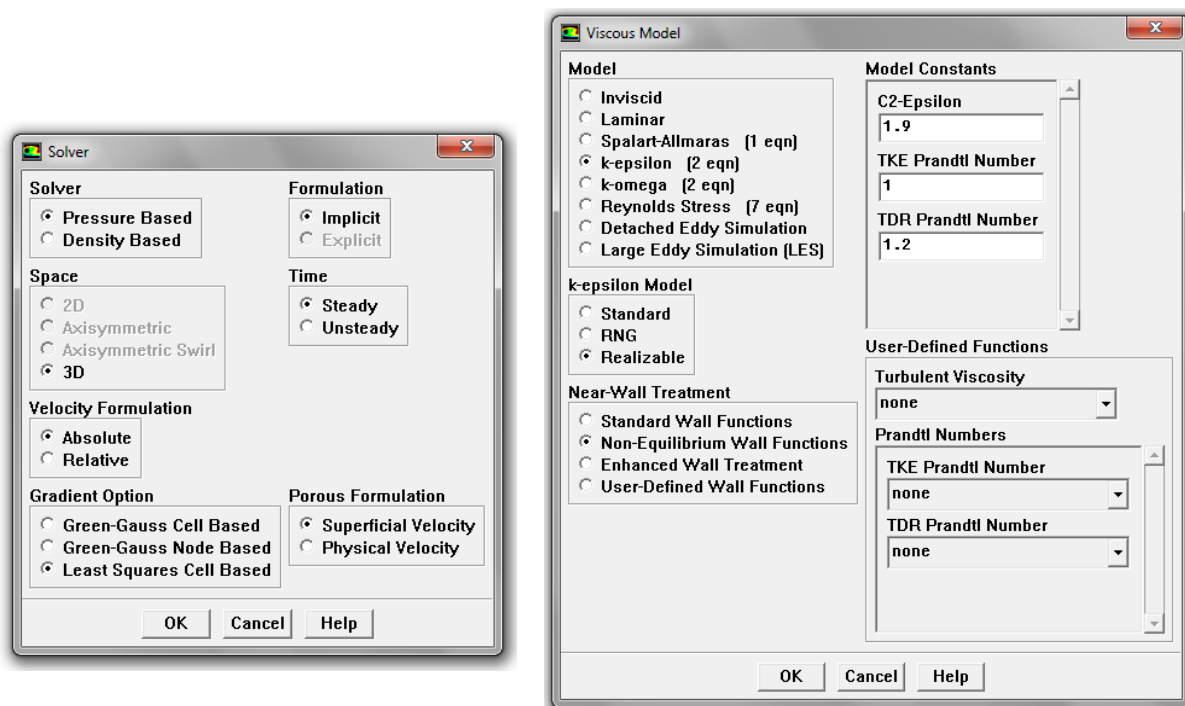 Solver
Solver
Pressure Based
Density Based
Formulation
Implicit
Explicit
Space
2D
Axisymmetric
Axisymmetric Swirl
3D
Time
Steady
Unsteady
Velocity Formulation
Absolute
Relative
Gradient Option
Green-Gauss Cell Based
Green-Gauss Node Based
Least Squares Cell Based
Porous Formulation
Superficial Velocity
Physical Velocity
OK Cancel Help
Viscous Model
Model
Inviscid
Laminar
Spalart-Allmaras (1 eqn)
k-epsilon (2 eqn)
k-omega (2 eqn)
Reynolds Stress (7 eqn)
Detached Eddy Simulation
Large Eddy Simulation (LES)
k-epsilon Model
Standard
RNG
Realizable
Near-Wall Treatment
Standard Wall Functions
Non-Equilibrium Wall Functions
Enhanced Wall Treatment
User-Defined Wall Functions
Model Constants
C2-Epsilon
1.9
TKE Prandtl Number
1
TDR Prandtl Number
1.2
User-Defined Functions
Turbulent Viscosity
none
Prandtl Numbers
TKE Prandtl Number
none
TDR Prandtl Number
none
OK Cancel Help